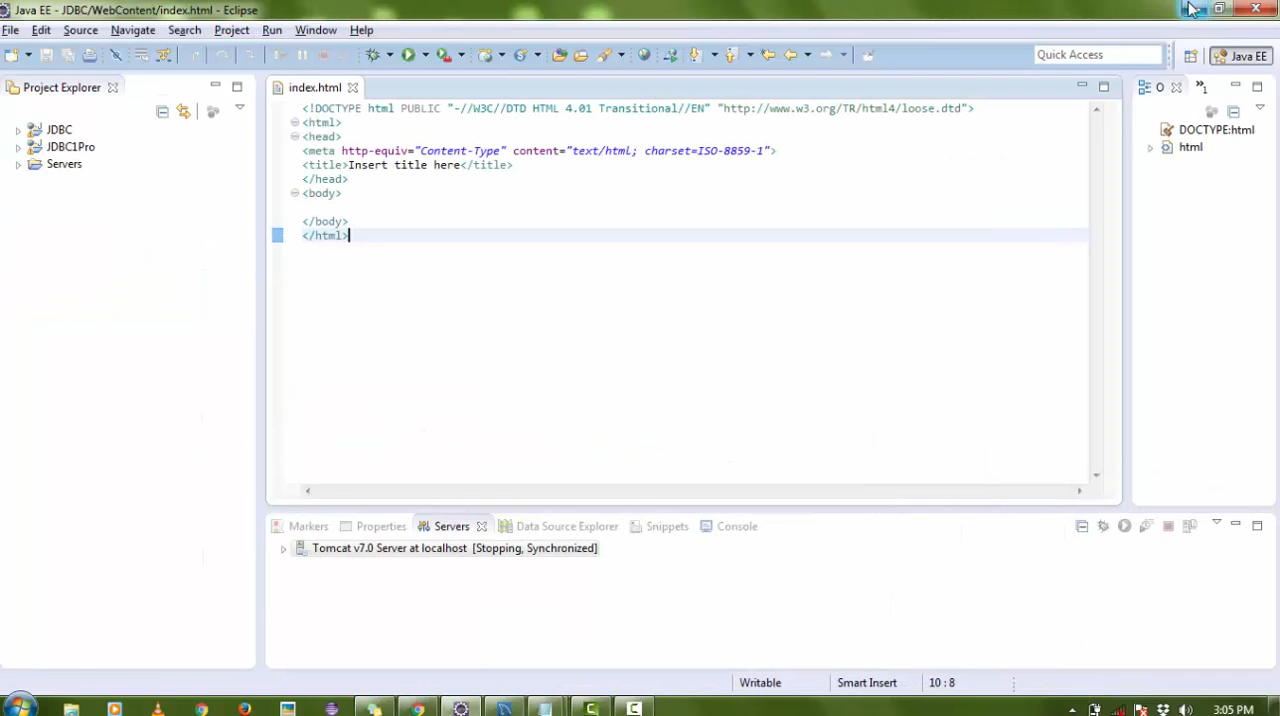 Java EE - JDBC/WebContent/index.html - Eclipse
File Edit Source Navigate Search Project Run Window Help
Quick Access
Java EE
Project Explorer
JDBC
JDBC1Pro
Servers
index.html
<!DOCTYPE html PUBLIC "-//W3C//DTD HTML 4.01 Transitional//EN" "http://www.w3.org/TR/html4/loose.dtd">
<html>
<head>
<meta http-equiv="Content-Type" content="text/html; charset=ISO-8859-1">
<title>Insert title here</title>
</head>
<body>
</body>
</html>
O
1
DOCTYPE:html
html
Markers Properties Servers Data Source Explorer Snippets Console
Tomcat v7.0 Server at localhost [Stopping, Synchronized]
Writable Smart Insert 10 : 8
3:05 PM